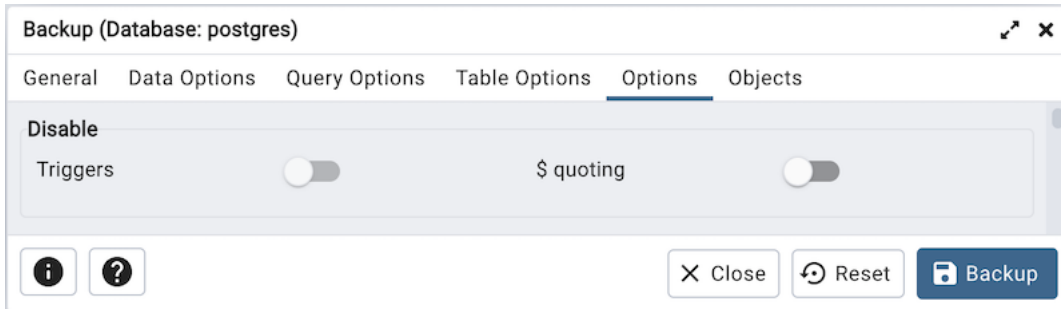 Backup (Database: postgres)
General Data Options Query Options Table Options Options Objects
Disable
Triggers $ quoting
Close Reset Backup